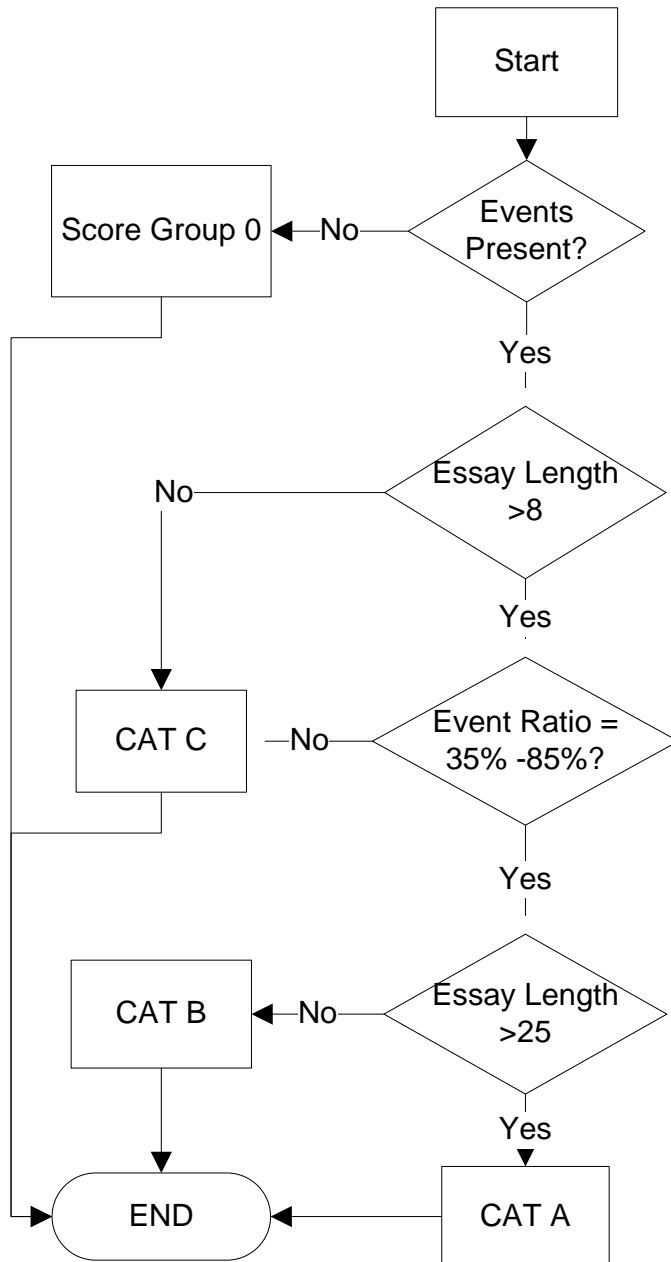 Start
Events
Present?
No
Score Group 0
Yes
Essay Length
>8
No
Yes
Event Ratio =
35% -85%?
No
CAT C
Yes
Essay Length
>25
No
CAT B
Yes
CAT A
END